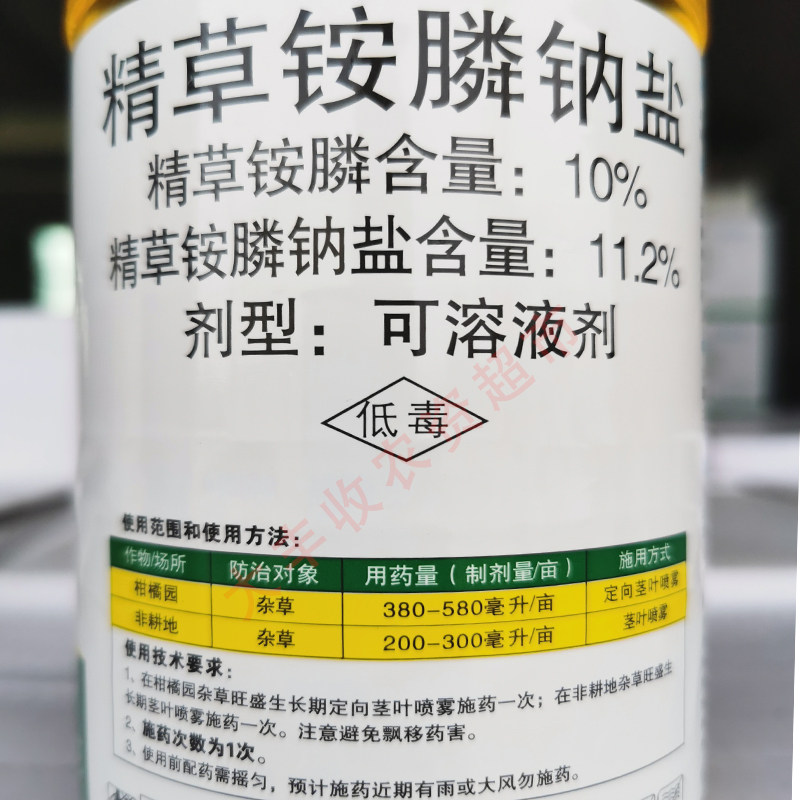 精草铵膦钠盐
精草铵膦含量：10%
精草铵膦钠盐含量：11.2%
剂型：可溶液剂
低毒
使用范围和使用方法：
作物/场所 防治对象 用药量（制剂量/亩） 施用方式
柑橘园 杂草 380-580毫升/亩 定向茎叶喷雾
非耕地 杂草 200-300毫升/亩 茎叶喷雾
使用技术要求：
1、在柑橘园杂草旺盛生长期定向茎叶喷雾施药一次；在非耕地杂草旺盛生
长期茎叶喷雾施药一次。注意避免飘移药害。
2、施药次数为1次。
3、使用前配药需摇匀，预计施药近期有雨或大风勿施药。
丰收农资超市